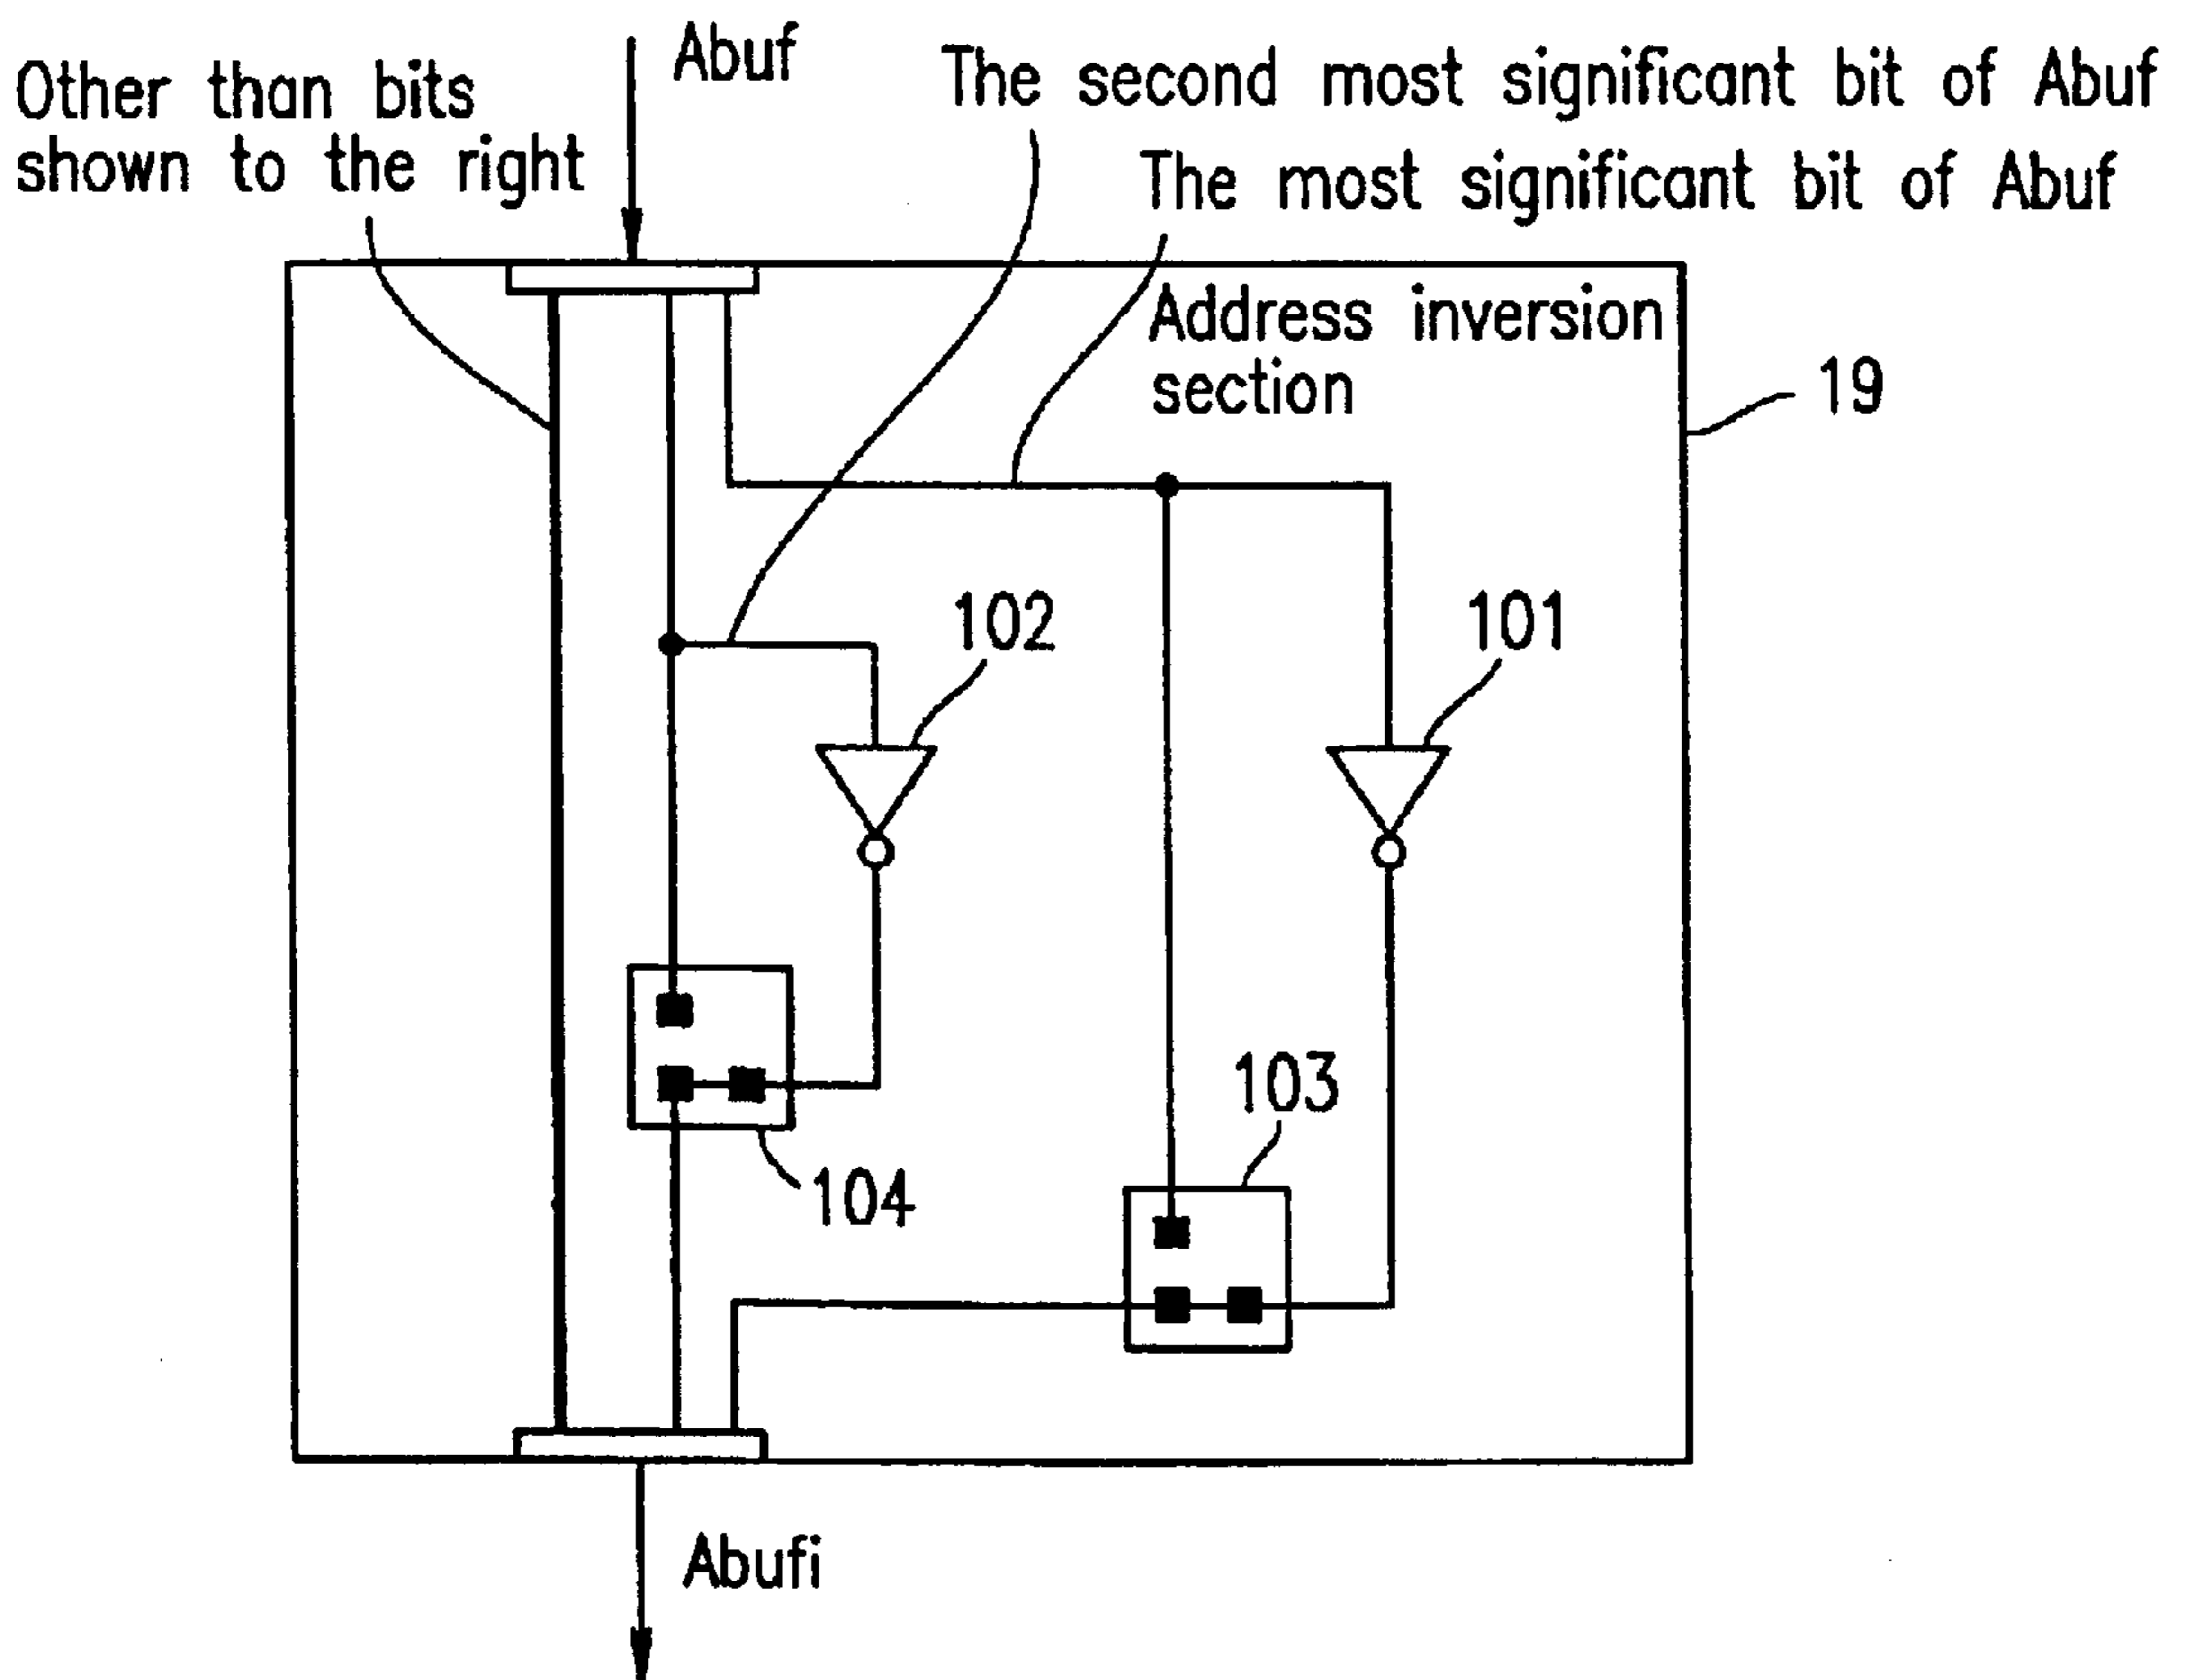 Abuf
Other than bits
shown to the right
The second most significant bit of Abuf
The most significant bit of Abuf
Address inversion
section
19
102
101
103
104
Abufi